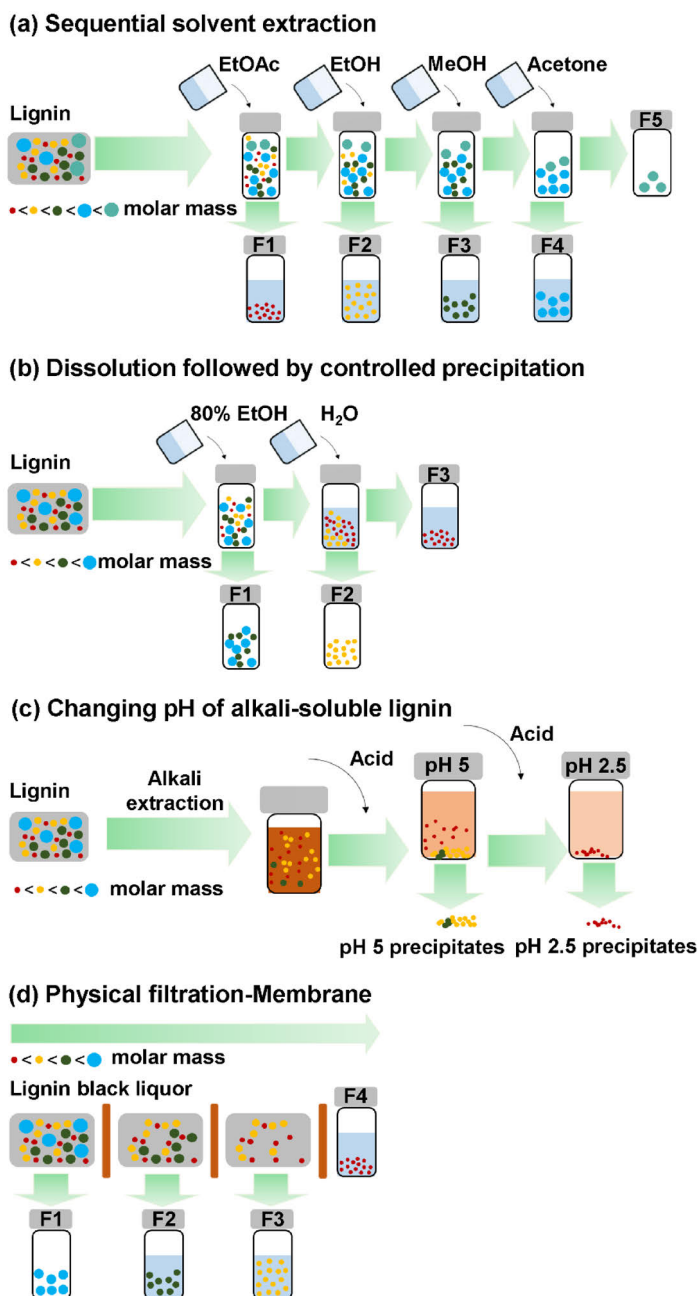 (a) Sequential solvent extraction
EtOAc EtOH MeOH Acetone
Lignin
F5
< < < < molar mass
F1 F2 F3 F4
(b) Dissolution followed by controlled precipitation
80% EtOH H₂O
Lignin
F3
< < < molar mass
F1 F2
(c) Changing pH of alkali-soluble lignin
Acid
Acid pH 5 pH 2.5
Lignin
Alkali
extraction
< < < molar mass
pH 5 precipitates pH 2.5 precipitates
(d) Physical filtration-Membrane
< < < molar mass
Lignin black liquor
F4
F1 F2 F3